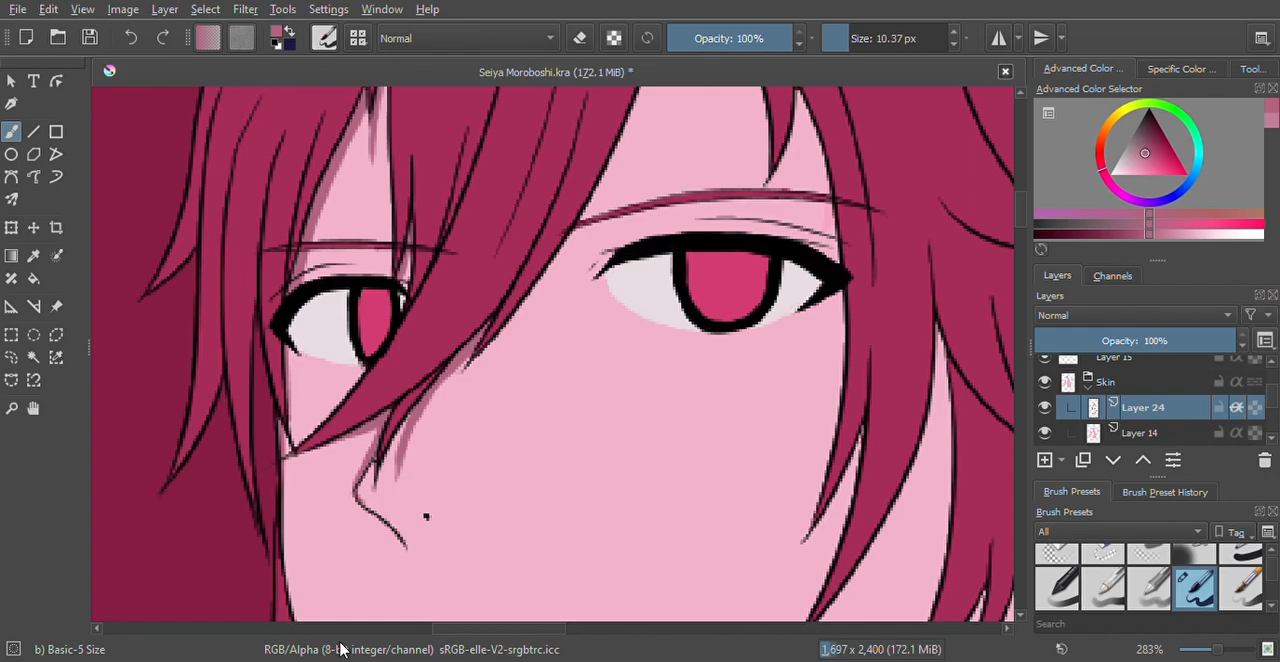 File Edit View Image Layer Select Filter Tools Settings Window Help
Normal Opacity: 100% Size: 10.37 px
Seiya Moroboshi.kra (172.1 MiB) *
Advanced Color ... Specific Color ... Tool...
Advanced Color Selector
Layers Channels
Layers
Normal
Opacity: 100%
Layer 15
Skin
Layer 24
Layer 14
Brush Presets Brush Preset History
Brush Presets
All Tag
Search
b) Basic-5 Size RGB/Alpha (8-bit integer/channel) sRGB-elle-V2-srgbtrc.icc 1,697 x 2,400 (172.1 MiB) 283%